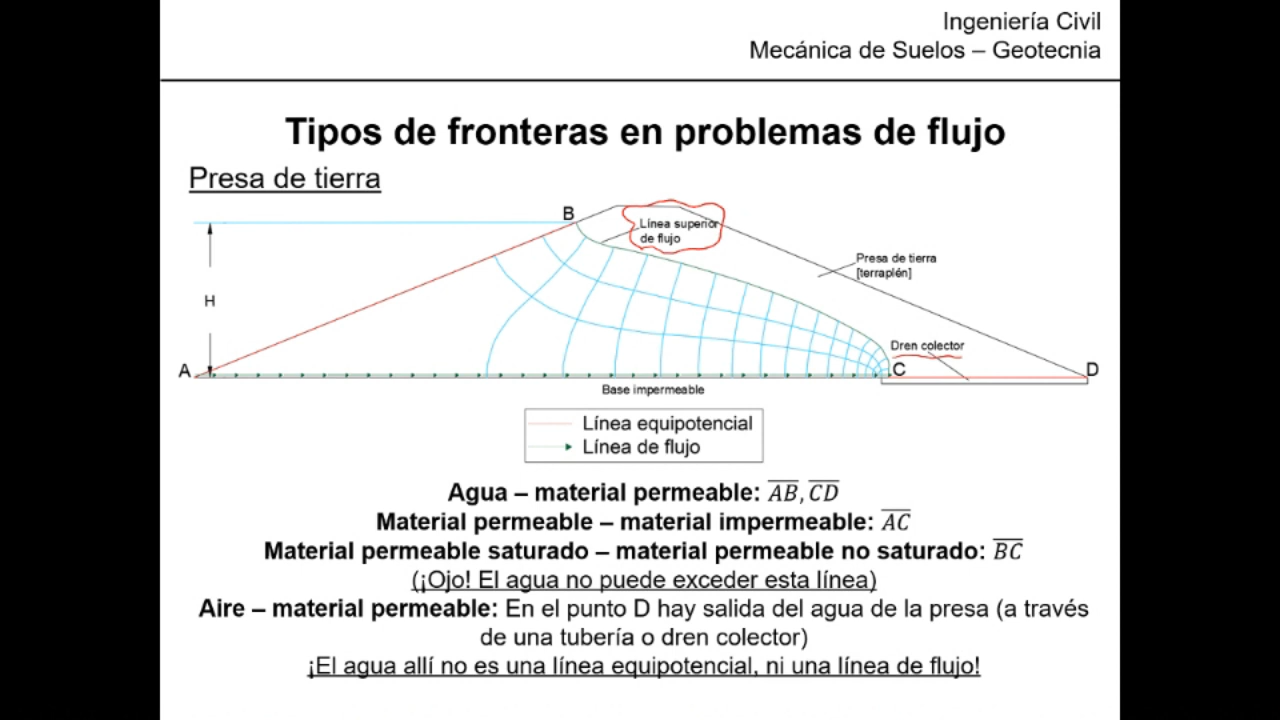 Ingeniería Civil
Mecánica de Suelos – Geotecnia
Tipos de fronteras en problemas de flujo
Presa de tierra
B
Línea superior
de flujo
Presa de tierra
[terraplén]
H
Dren colector
A
C
D
Base impermeable
Línea equipotencial
Línea de flujo
Agua – material permeable: A̅B̅, C̅D̅
Material permeable – material impermeable: A̅C̅
Material permeable saturado – material permeable no saturado: B̅C̅
(¡Ojo! El agua no puede exceder esta línea)
Aire – material permeable: En el punto D hay salida del agua de la presa (a través
de una tubería o dren colector)
¡El agua allí no es una línea equipotencial, ni una línea de flujo!